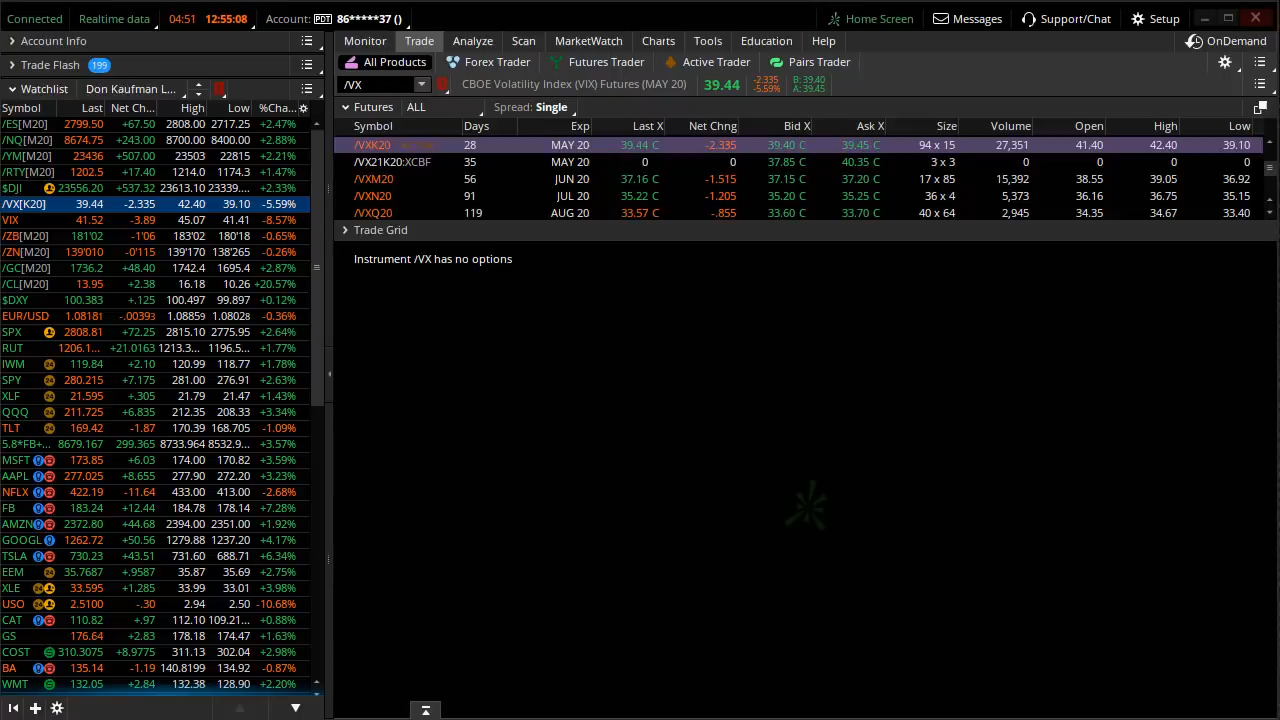 Connected Realtime data 04:51 12:55:08 Account: PDT 86*****37 () Home Screen Messages Support/Chat Setup
Account Info
Trade Flash 199
Watchlist Don Kaufman L...
Symbol Last Net Ch... High Low %Cha...
/ES[M20] 2799.50 +67.50 2808.00 2717.25 +2.47%
/NQ[M20] 8674.75 +243.00 8700.00 8400.00 +2.88%
/YM[M20] 23436 +507.00 23503 22815 +2.21%
/RTY[M20] 1202.5 +17.40 1214.0 1174.3 +1.47%
$DJI 23556.20 +537.32 23613.10 23339.... +2.33%
/VX[K20] 39.44 -2.335 42.40 39.10 -5.59%
VIX 41.52 -3.89 45.07 41.41 -8.57%
/ZB[M20] 181'02 -1'06 183'02 180'18 -0.65%
/ZN[M20] 139'010 -0'115 139'170 138'265 -0.26%
/GC[M20] 1736.2 +48.40 1742.4 1695.4 +2.87%
/CL[M20] 13.95 +2.38 16.18 10.26 +20.57%
$DXY 100.383 +.125 100.497 99.897 +0.12%
EUR/USD 1.08181 -.00393 1.08859 1.08028 -0.36%
SPX 2808.81 +72.25 2815.10 2775.95 +2.64%
RUT 1206.1... +21.0163 1213.3... 1196.5... +1.77%
IWM 24 119.84 +2.10 120.99 118.77 +1.78%
SPY 24 280.215 +7.175 281.00 276.91 +2.63%
XLF 24 21.595 +.305 21.79 21.47 +1.43%
QQQ 24 211.725 +6.835 212.35 208.33 +3.34%
TLT 24 169.42 -1.87 170.39 168.705 -1.09%
5.8*FB+... 8679.167 299.365 8733.964 8532.9... +3.57%
MSFT 173.85 +6.03 174.00 170.82 +3.59%
AAPL 277.025 +8.655 277.90 272.20 +3.23%
NFLX 422.19 -11.64 433.00 413.00 -2.68%
FB 183.24 +12.44 184.78 178.14 +7.28%
AMZN 2372.80 +44.68 2394.00 2351.00 +1.92%
GOOGL 1262.72 +50.56 1279.88 1237.20 +4.17%
TSLA 730.23 +43.51 731.60 688.71 +6.34%
EEM 24 35.7687 +.9587 35.87 35.69 +2.75%
XLE 24 33.595 +1.285 33.99 33.01 +3.98%
USO 24 2.5100 -.30 2.94 2.50 -10.68%
CAT 110.82 +.97 112.10 109.21... +0.88%
GS 176.64 +2.83 178.18 174.47 +1.63%
COST 310.3075 +8.9775 311.13 302.04 +2.98%
BA 135.14 -1.19 140.8199 134.92 -0.87%
WMT 132.05 +2.84 132.38 128.90 +2.20%
Monitor Trade Analyze Scan MarketWatch Charts Tools Education Help OnDemand
All Products Forex Trader Futures Trader Active Trader Pairs Trader
/VX CBOE Volatility Index (VIX) Futures (MAY 20) 39.44 -2.335 -5.59% B: 39.40 A: 39.45
Futures ALL Spread: Single
Symbol Days Exp Last X Net Chng Bid X Ask X Size Volume Open High Low
/VXK20 28 MAY 20 39.44 C -2.335 39.40 C 39.45 C 94 x 15 27,351 41.40 42.40 39.10
/VX21K20:XCBF MAY 20 0 0 37.85 C 40.35 C 3 x 3 0 0 0 0
/VXM20 56 JUN 20 37.16 C -1.515 37.15 C 37.20 C 17 x 85 15,392 38.55 39.05 36.92
/VXN20 91 JUL 20 35.22 C -1.205 35.20 C 35.25 C 36 x 4 5,373 36.16 36.75 35.15
/VXQ20 119 AUG 20 33.57 C -.855 33.60 C 33.70 C 40 x 64 2,945 34.35 34.67 33.40
Trade Grid
Instrument /VX has no options